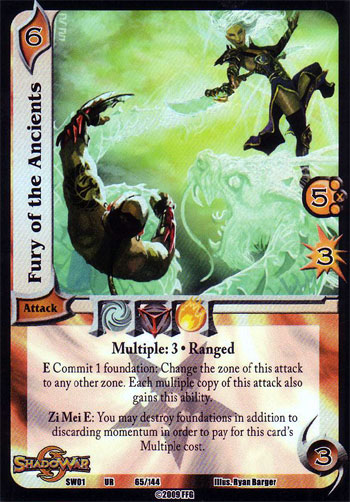 6
Fury of the Ancients
5
3
Attack
Multiple: 3 • Ranged
E Commit 1 foundation: Change the zone of this attack
to any other zone. Each multiple copy of this attack also
gains this ability.
Zi Mei E: You may destroy foundations in addition to
discarding momentum in order to pay for this card's
Multiple cost.
3
SHADOWAR
SW01 UR 65/144 Illus. Ryan Barger
©2009 FFG